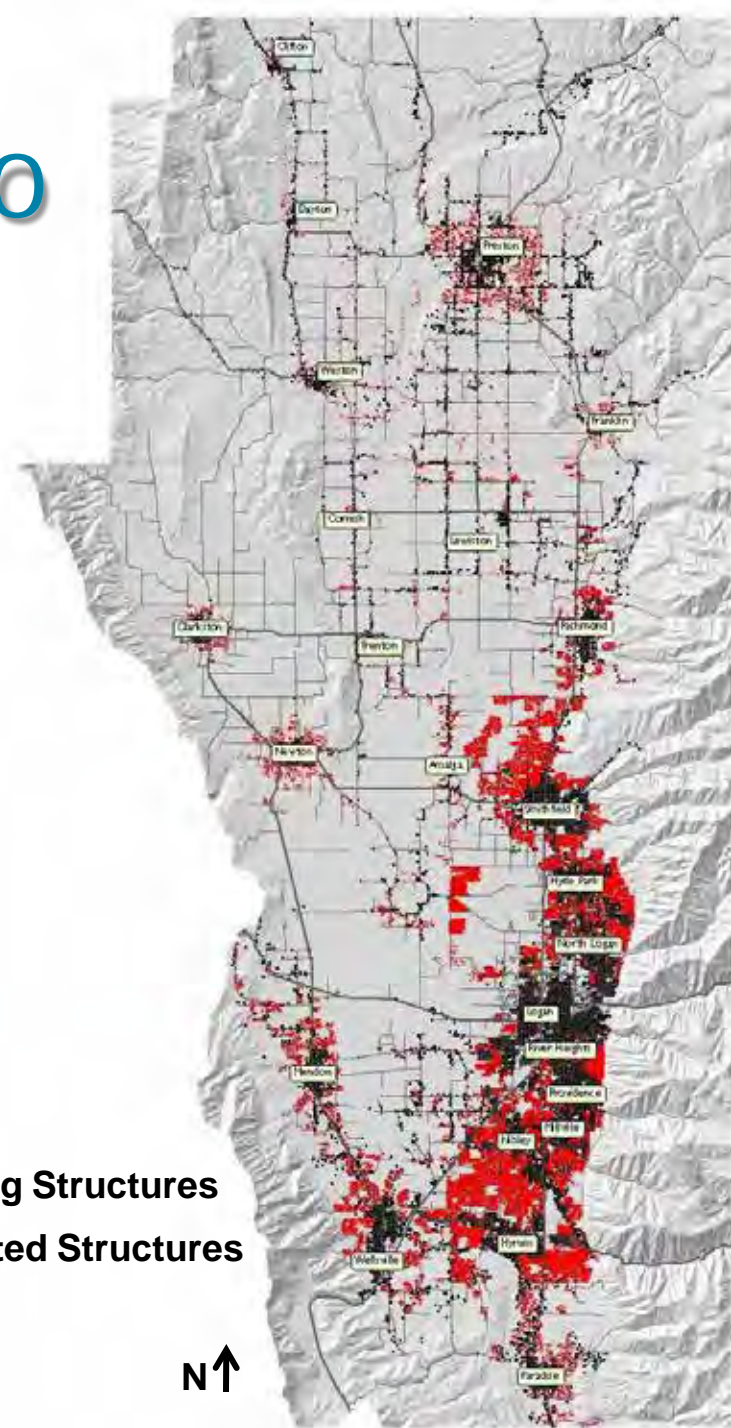 Clifton
o
Dayton
Preston
Weston
Franklin
Cornish
Lewiston
Clarkston
Richmond
Trenton
Newton
Amalga
Smithfield
Hyde Park
North Logan
Logan
River Heights
Mendon
Providence
Millville
Nibley
g Structures
ted Structures
Hyrum
Wellsville
N
Paradise